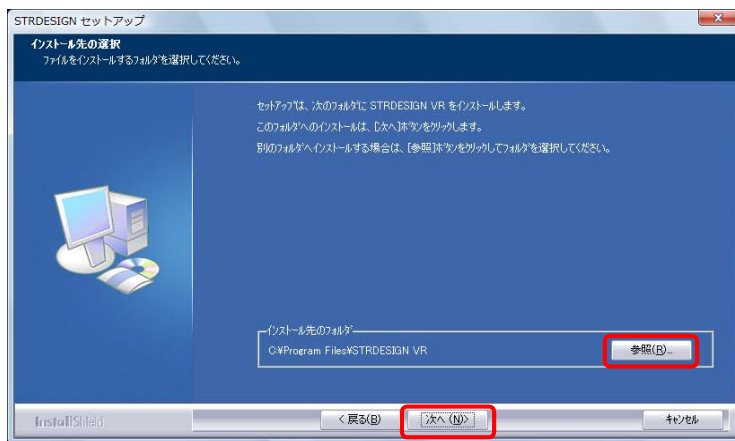 STRDESIGN セットアップ
インストール先の選択
ファイルをインストールするフォルダを選択してください。
セットアップは、次のフォルダに STRDESIGN VR をインストールします。
このフォルダへのインストールは、[次へ]ボタンをクリックします。
別のフォルダへインストールする場合は、[参照]ボタンをクリックしてフォルダを選択してください。
インストール先のフォルダ
C:¥Program Files¥STRDESIGN VR
参照(R)...
InstallShield
< 戻る(B)
次へ (N)>
キャンセル